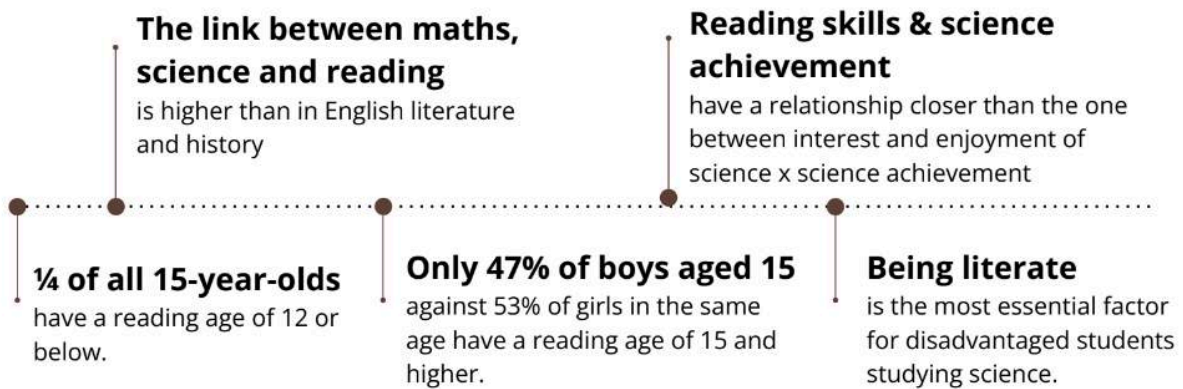 The link between maths,
science and reading
is higher than in English literature
and history
Reading skills & science
achievement
have a relationship closer than the one
between interest and enjoyment of
science x science achievement
¼ of all 15-year-olds
have a reading age of 12 or
below.
Only 47% of boys aged 15
against 53% of girls in the same
age have a reading age of 15 and
higher.
Being literate
is the most essential factor
for disadvantaged students
studying science.